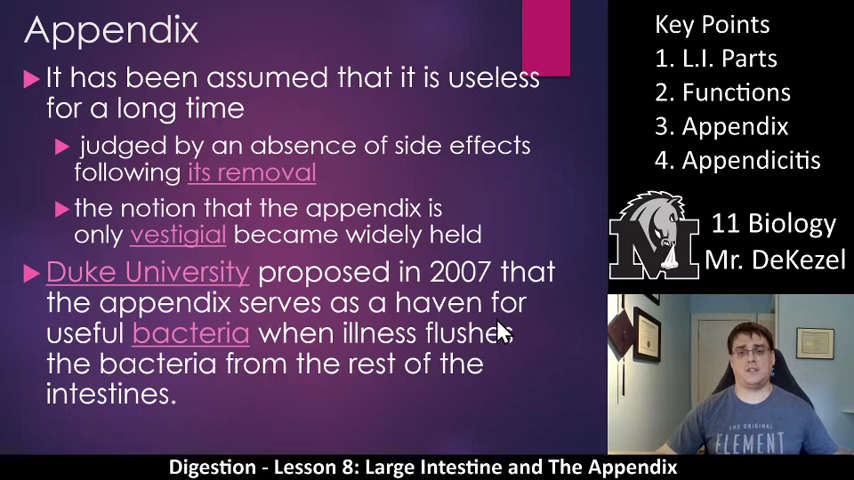 Appendix
It has been assumed that it is useless
for a long time
judged by an absence of side effects
following its removal
the notion that the appendix is
only vestigial became widely held
Duke University proposed in 2007 that
the appendix serves as a haven for
useful bacteria when illness flushes
the bacteria from the rest of the
intestines.
Key Points
1. L.I. Parts
2. Functions
3. Appendix
4. Appendicitis
M
11 Biology
Mr. DeKezel
THE ORIGINAL
ELEMENT
Digestion - Lesson 8: Large Intestine and The Appendix